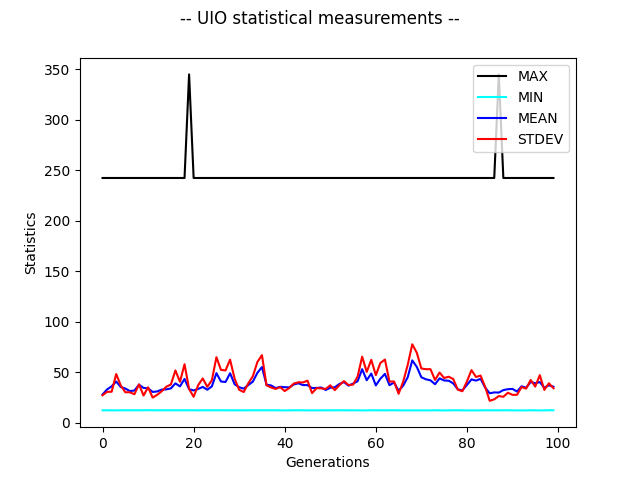 -- UIO statistical measurements --
MAX
MIN
MEAN
STDEV
Statistics
350
300
250
200
150
100
50
0
0 20 40 60 80 100
Generations